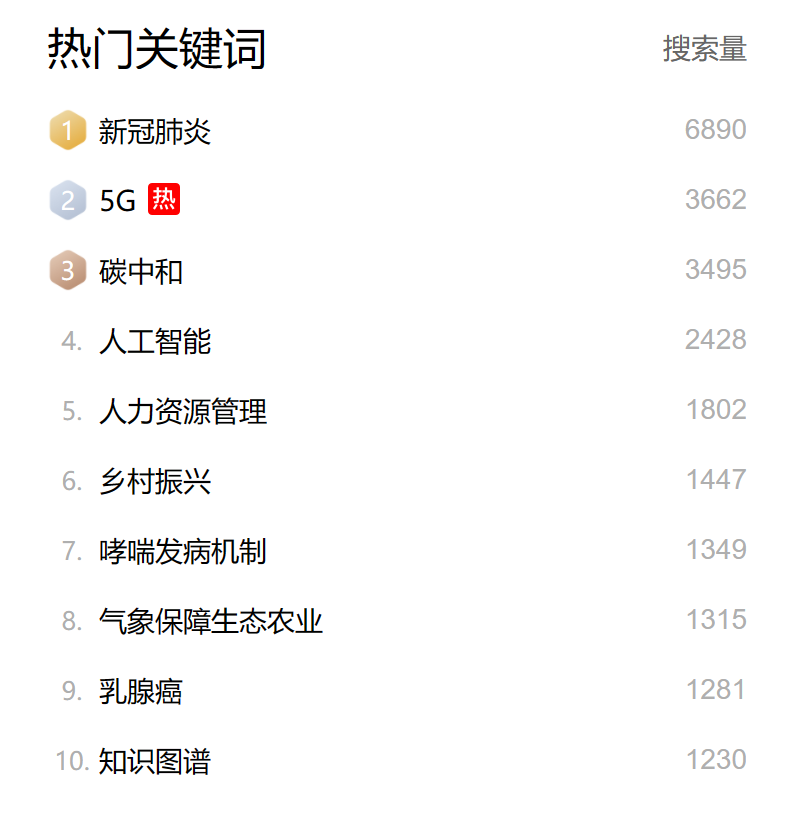 热门关键词 搜索量
1 新冠肺炎 6890
2 5G 热 3662
3 碳中和 3495
4. 人工智能 2428
5. 人力资源管理 1802
6. 乡村振兴 1447
7. 哮喘发病机制 1349
8. 气象保障生态农业 1315
9. 乳腺癌 1281
10. 知识图谱 1230